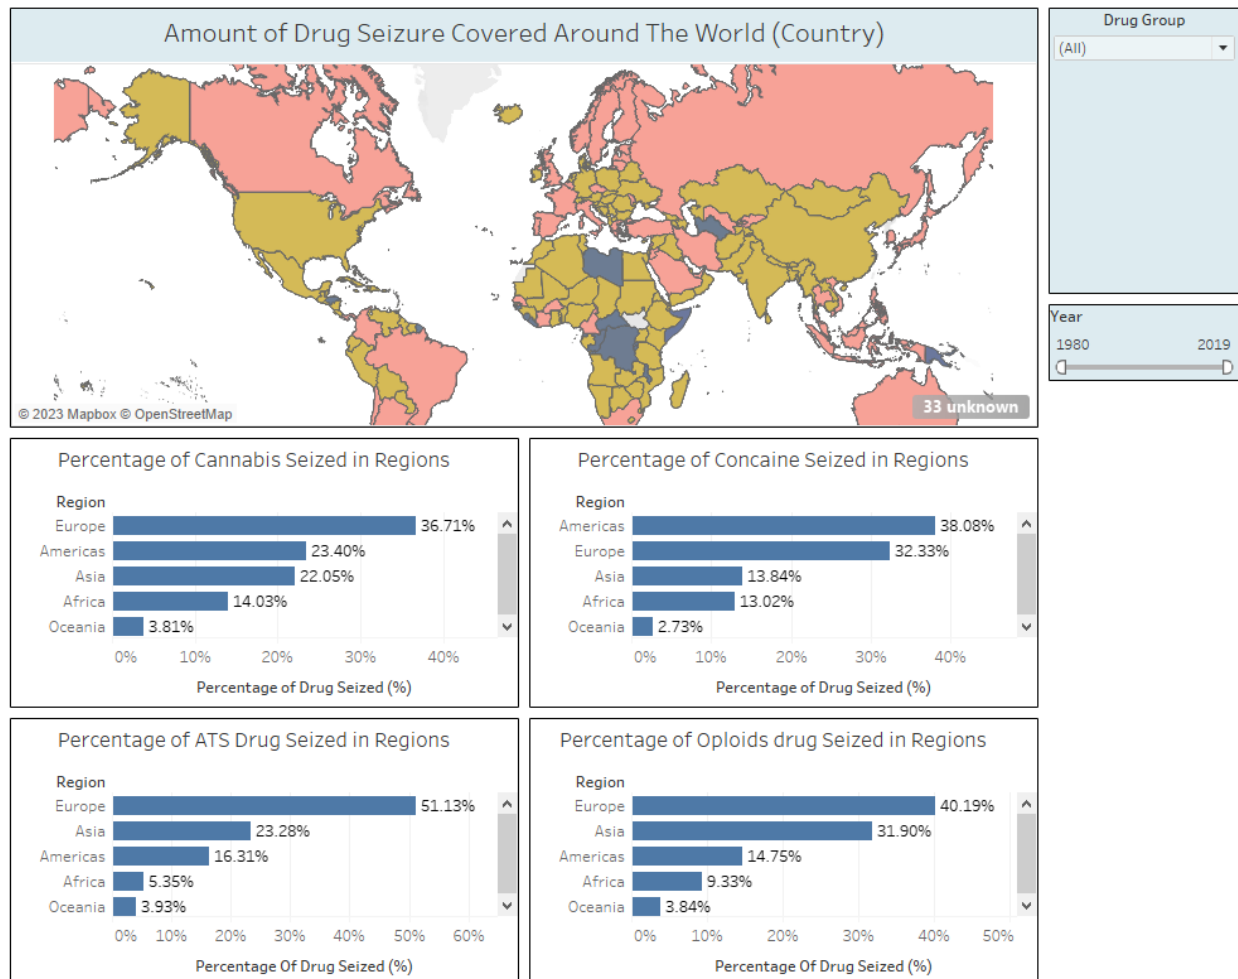 Amount of Drug Seizure Covered Around The World (Country)
© 2023 Mapbox © OpenStreetMap
33 unknown
Drug Group
(All)
Year
1980 2019
Percentage of Cannabis Seized in Regions
Region
Europe 36.71%
Americas 23.40%
Asia 22.05%
Africa 14.03%
Oceania 3.81%
0% 10% 20% 30% 40%
Percentage of Drug Seized (%)
Percentage of Concaine Seized in Regions
Region
Americas 38.08%
Europe 32.33%
Asia 13.84%
Africa 13.02%
Oceania 2.73%
0% 10% 20% 30% 40%
Percentage of Drug Seized (%)
Percentage of ATS Drug Seized in Regions
Region
Europe 51.13%
Asia 23.28%
Americas 16.31%
Africa 5.35%
Oceania 3.93%
0% 10% 20% 30% 40% 50% 60%
Percentage Of Drug Seized (%)
Percentage of Oploids drug Seized in Regions
Region
Europe 40.19%
Asia 31.90%
Americas 14.75%
Africa 9.33%
Oceania 3.84%
0% 10% 20% 30% 40% 50%
Percentage Of Drug Seized (%)